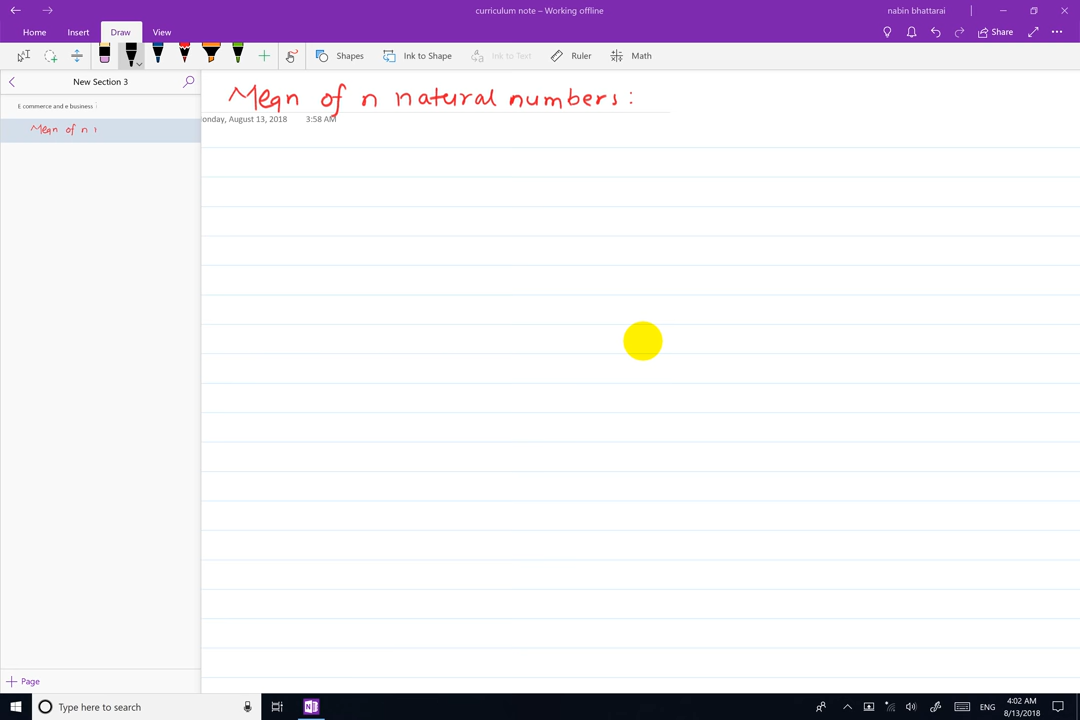 curriculum note – Working offline
nabin bhattarai
Home Insert Draw View
Share
Shapes Ink to Shape Ink to Text Ruler Math
New Section 3
E commerce and e business :
Mean of n
Mean of n natural numbers :
onday, August 13, 2018 3:58 AM
Page
Type here to search
ENG
4:02 AM
8/13/2018